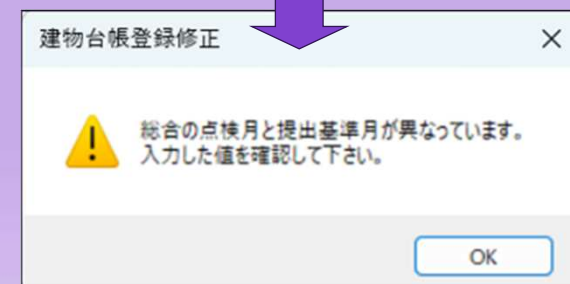 建物台帳登録修正
総合の点検月と提出基準月が異なっています。
入力した値を確認して下さい。
OK